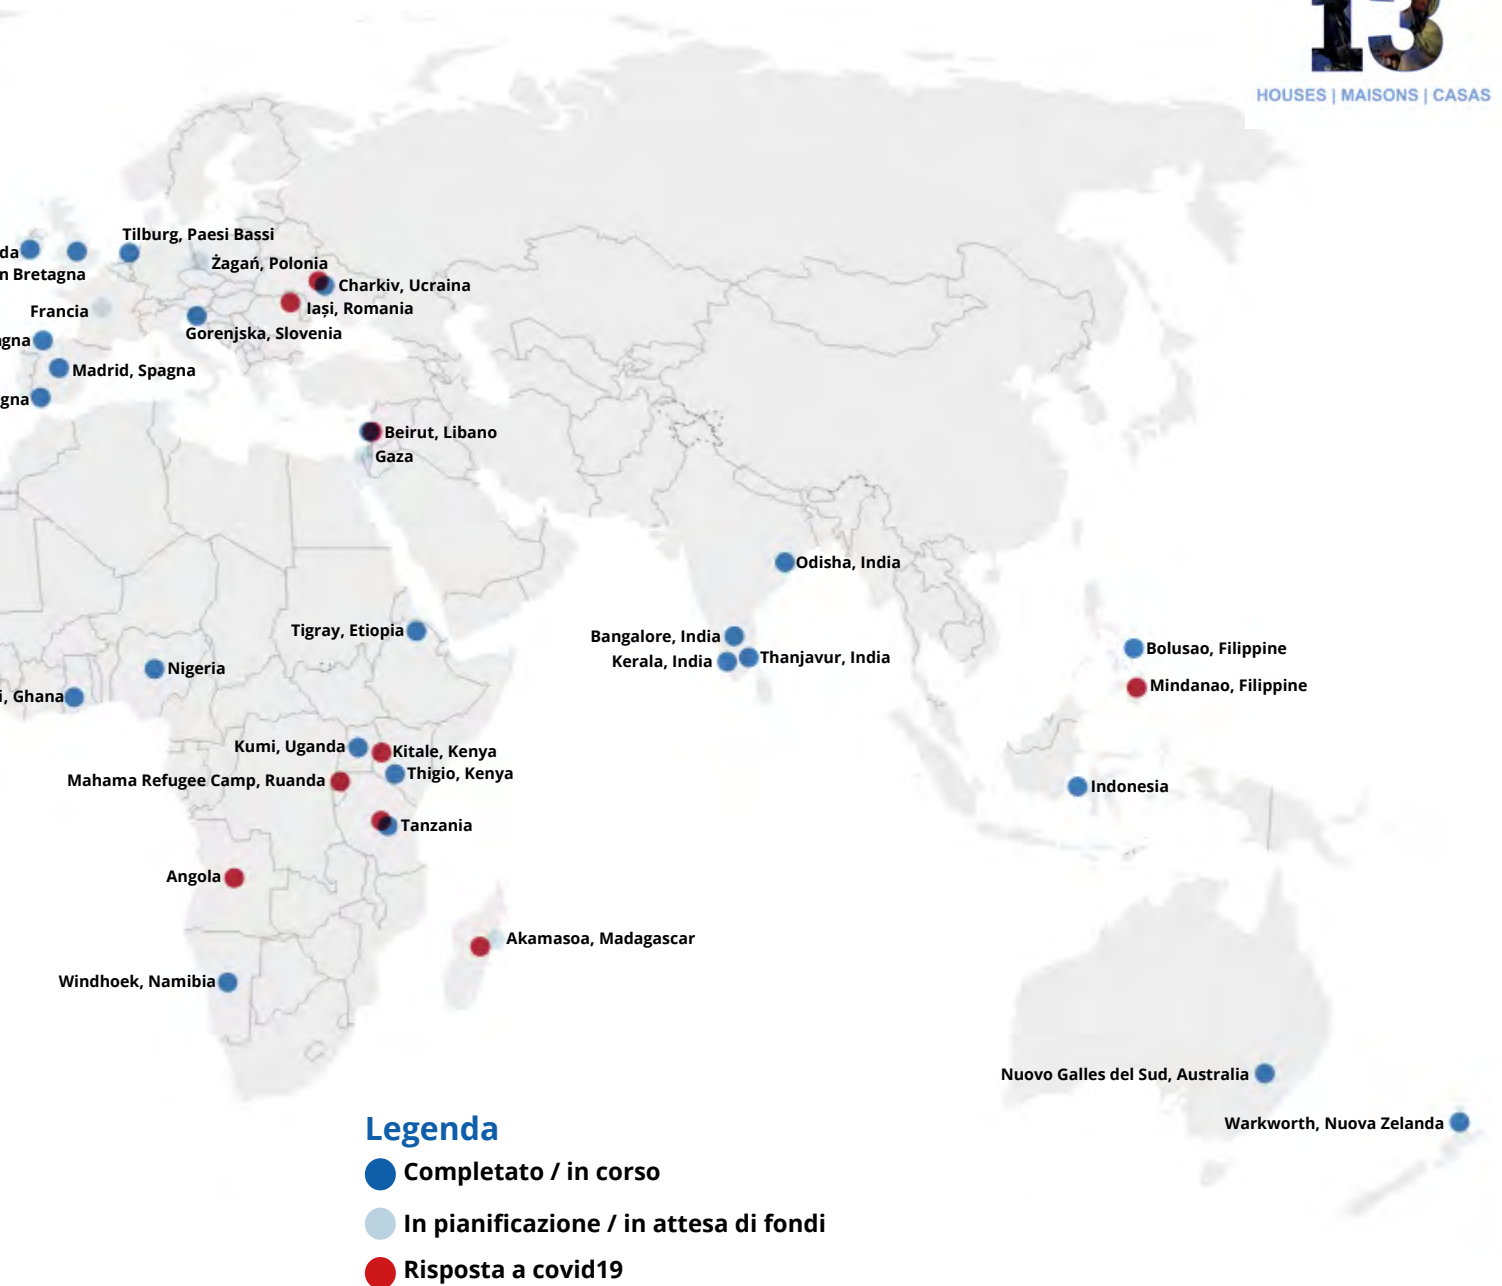 13
HOUSES | MAISONS | CASAS
Tilburg, Paesi Bassi
da
n Bretagna
Żagań, Polonia
Charkiv, Ucraina
Iași, Romania
Francia
Gorenjska, Slovenia
gna
Madrid, Spagna
gna
Beirut, Libano
Gaza
Odisha, India
Tigray, Etiopia
Bangalore, India
Kerala, India
Thanjavur, India
Bolusao, Filippine
Nigeria
Mindanao, Filippine
i, Ghana
Kumi, Uganda
Kitale, Kenya
Mahama Refugee Camp, Ruanda
Thigio, Kenya
Indonesia
Tanzania
Angola
Akamasoa, Madagascar
Windhoek, Namibia
Nuovo Galles del Sud, Australia
Warkworth, Nuova Zelanda
Legenda
Completato / in corso
In pianificazione / in attesa di fondi
Risposta a covid19